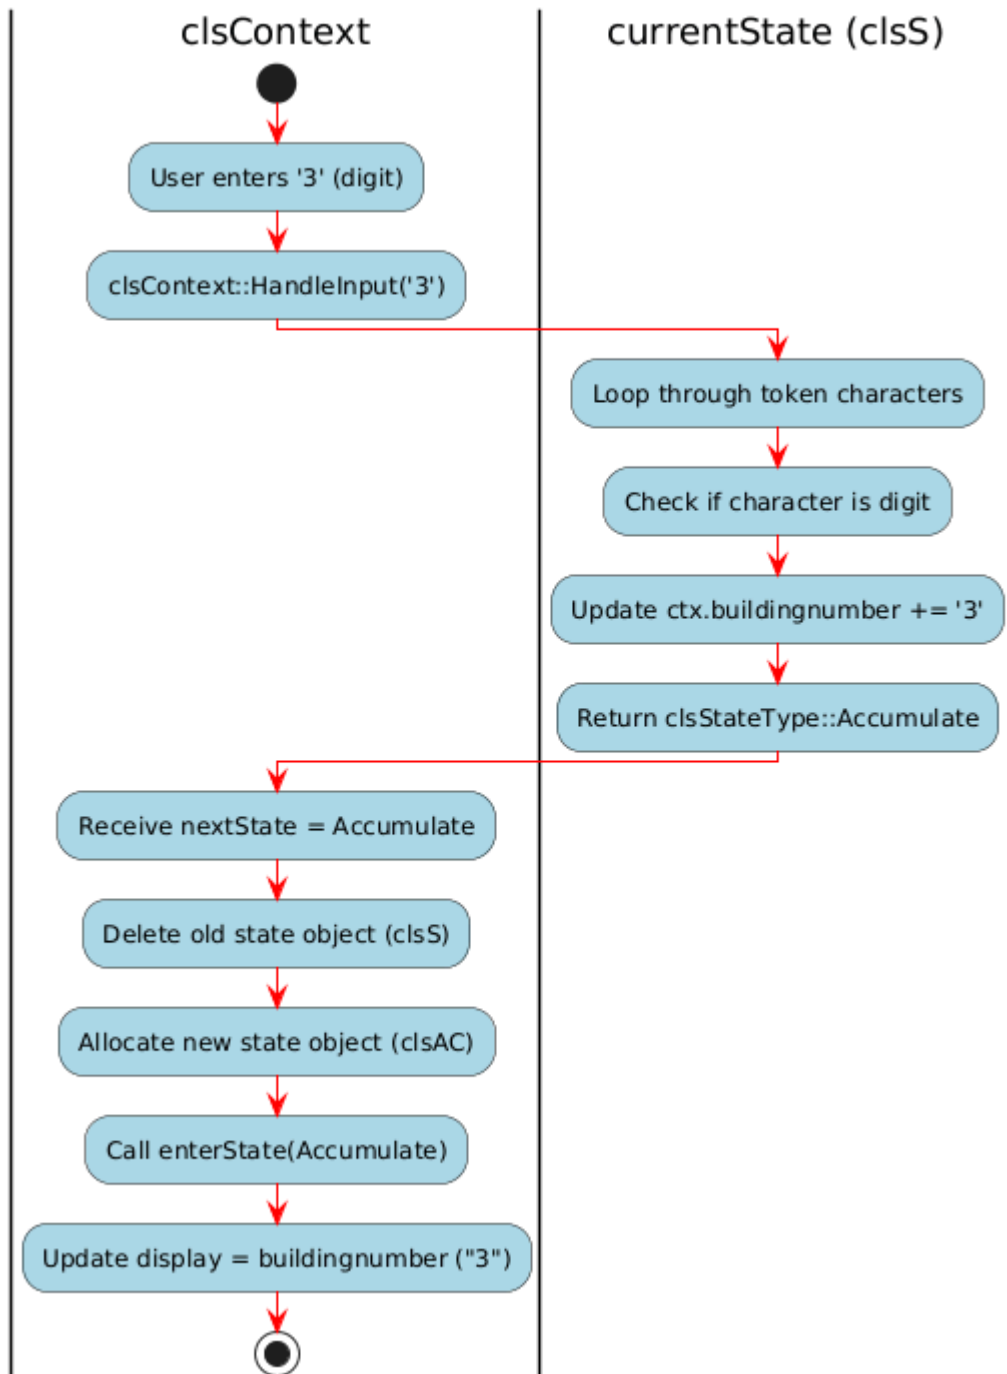 clsContext
currentState (clsS)
User enters '3' (digit)
clsContext::HandleInput('3')
Loop through token characters
Check if character is digit
Update ctx.buildingnumber += '3'
Return clsStateType::Accumulate
Receive nextState = Accumulate
Delete old state object (clsS)
Allocate new state object (clsAC)
Call enterState(Accumulate)
Update display = buildingnumber ("3")